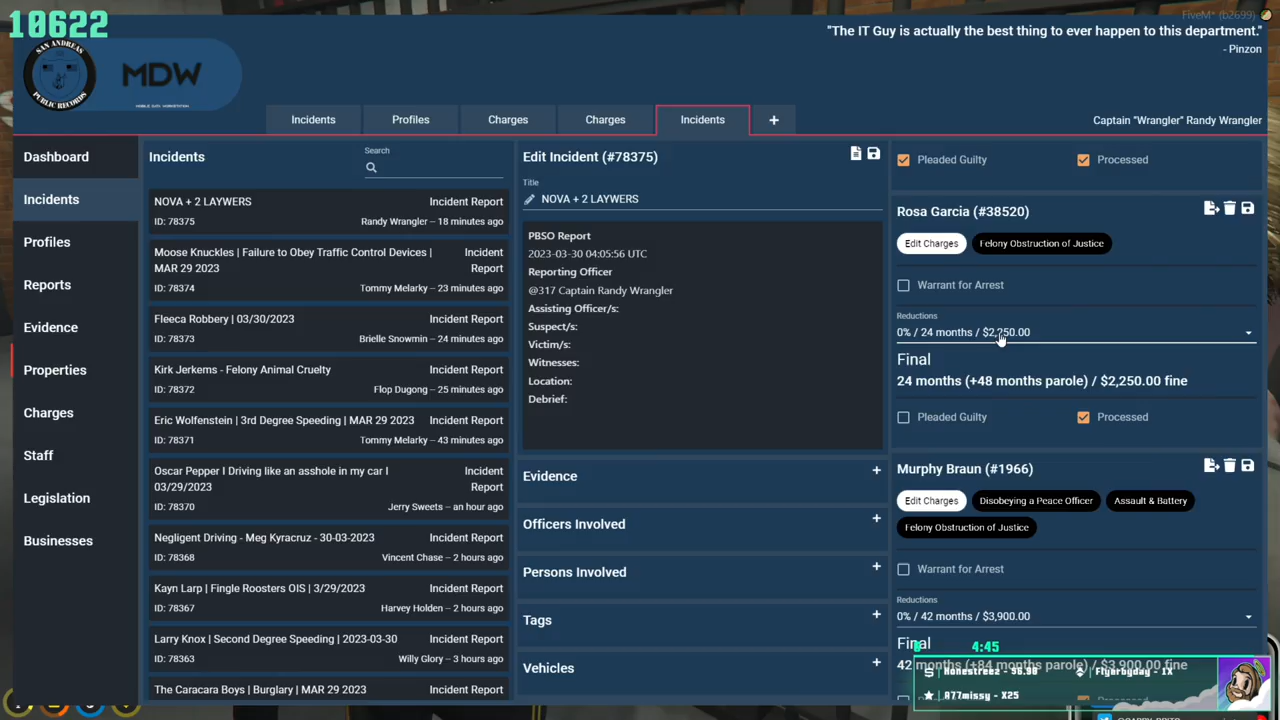 10622
FiveM* (b2699)
"The IT Guy is actually the best thing to ever happen to this department."
- Pinzon
SAN ANDREAS
PUBLIC RECORDS
MDW
MOBILE DATA WORKSTATION
Incidents
Profiles
Charges
Charges
Incidents
+
Captain "Wrangler" Randy Wrangler
Dashboard
Incidents
Profiles
Reports
Evidence
Properties
Charges
Staff
Legislation
Businesses
Incidents
Search
NOVA + 2 LAYWERS Incident Report
ID: 78375 Randy Wrangler – 18 minutes ago
Moose Knuckles | Failure to Obey Traffic Control Devices | Incident
MAR 29 2023 Report
ID: 78374 Tommy Melarky – 23 minutes ago
Fleeca Robbery | 03/30/2023 Incident Report
ID: 78373 Brielle Snowmin – 24 minutes ago
Kirk Jerkems - Felony Animal Cruelty Incident Report
ID: 78372 Flop Dugong – 25 minutes ago
Eric Wolfenstein | 3rd Degree Speeding | MAR 29 2023 Incident Report
ID: 78371 Tommy Melarky – 43 minutes ago
Oscar Pepper I Driving like an asshole in my car I Incident
03/29/2023 Report
ID: 78370 Jerry Sweets – an hour ago
Negligent Driving - Meg Kyracruz - 30-03-2023 Incident Report
ID: 78368 Vincent Chase – 2 hours ago
Kayn Larp | Fingle Roosters OIS | 3/29/2023 Incident Report
ID: 78367 Harvey Holden – 2 hours ago
Larry Knox | Second Degree Speeding | 2023-03-30 Incident Report
ID: 78363 Willy Glory – 3 hours ago
The Caracara Boys | Burglary | MAR 29 2023 Incident Report
Edit Incident (#78375)
Title
NOVA + 2 LAYWERS
PBSO Report
2023-03-30 04:05:56 UTC
Reporting Officer
@317 Captain Randy Wrangler
Assisting Officer/s:
Suspect/s:
Victim/s:
Witnesses:
Location:
Debrief:
Evidence +
Officers Involved +
Persons Involved +
Tags +
Vehicles +
Pleaded Guilty Processed
Rosa Garcia (#38520)
Edit Charges Felony Obstruction of Justice
Warrant for Arrest
Reductions
0% / 24 months / $2,250.00
Final
24 months (+48 months parole) / $2,250.00 fine
Pleaded Guilty Processed
Murphy Braun (#1966)
Edit Charges Disobeying a Peace Officer Assault & Battery
Felony Obstruction of Justice
Warrant for Arrest
Reductions
0% / 42 months / $3,900.00
Final
4:45
42 months (+84 months parole) / $3,900.00 fine
Flyarbyday - 1X
A77missy - X25